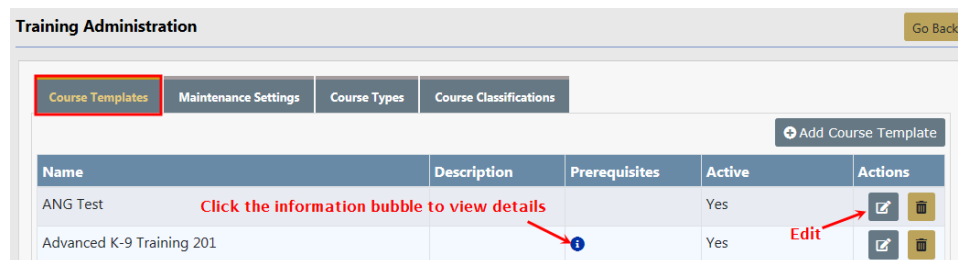 Training Administration
Go Back
Course Templates Maintenance Settings Course Types Course Classifications
Add Course Template
Name Description Prerequisites Active Actions
ANG Test Click the information bubble to view details Yes
Edit
Advanced K-9 Training 201 Yes